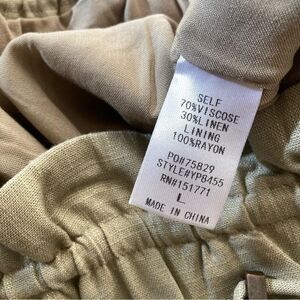 SELF
70%VISCOSE
30%LINEN
LINING
100%RAYON
PO#75829
STYLE#YP8455
RN#151771
L
MADE IN CHINA